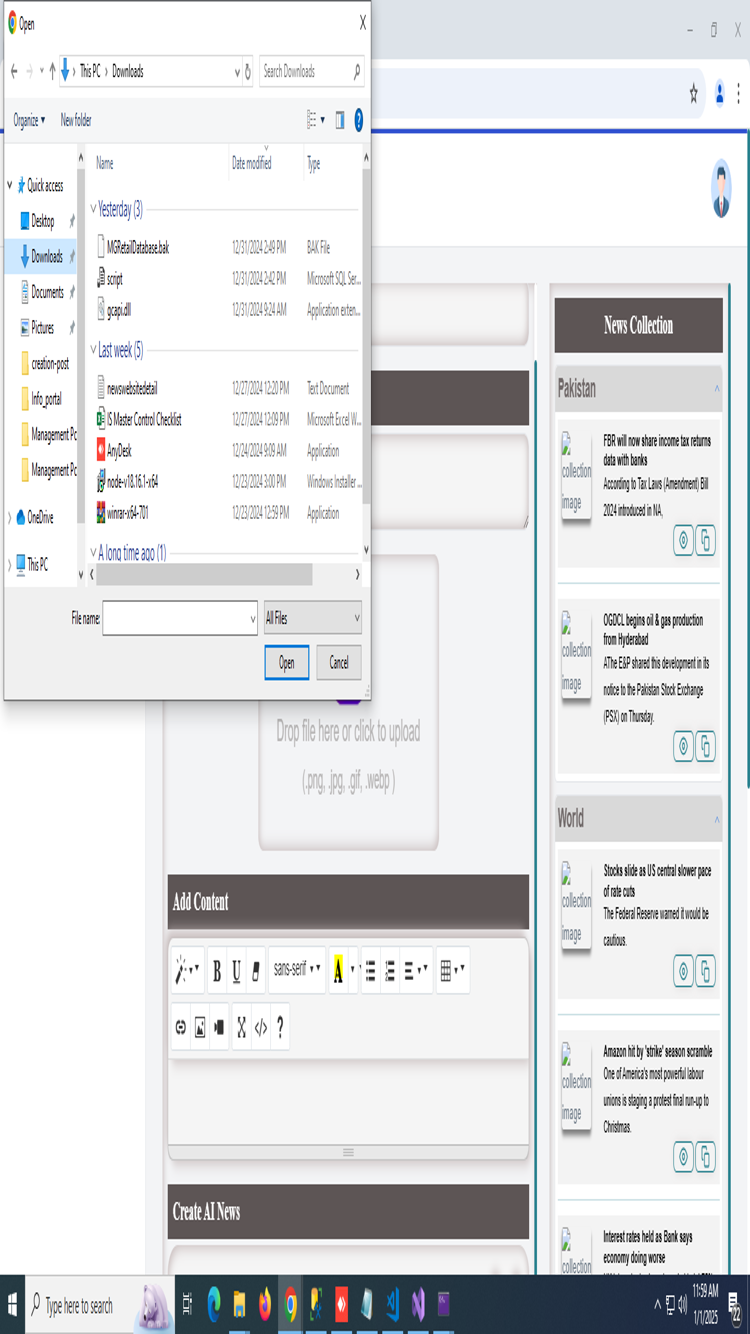 Open
This PC
Downloads
Search Downloads
Organize
New folder
Name
Date modified
Type
Quick access
Desktop
Downloads
Documents
Pictures
creation-post
Info_portal
Management Pc
Management Pc
OneDrive
This PC
Yesterday (3)
MGRetailDatabase.bak 12/31/2024 2:49 PM BAK File
script 12/31/2024 2:42 PM Microsoft SQL Ser...
gcapi.dll 12/31/2024 9:24 AM Application exten...
Last week (5)
newswebsitedetail 12/27/2024 12:20 PM Text Document
IS Master Control Checklist 12/27/2024 12:09 PM Microsoft Excel W...
AnyDesk 12/24/2024 9:09 AM Application
node-v18.16.1-x64 12/23/2024 3:00 PM Windows Installer ...
winrar-x64-701 12/23/2024 12:59 PM Application
A long time ago (1)
File name:
All Files
Open
Cancel
Drop file here or click to upload
(.png, .jpg, .gif, .webp )
Add Content
B U sans-serif A
</> ?
Create AI News
News Collection
Pakistan
collection
image
FBR will now share income tax returns
data with banks
According to Tax Laws (Amendment) Bill
2024 introduced in NA,
collection
image
OGDCL begins oil & gas production
from Hyderabad
AThe E&P shared this development in its
notice to the Pakistan Stock Exchange
(PSX) on Thursday.
World
collection
image
Stocks slide as US central slower pace
of rate cuts
The Federal Reserve warned it would be
cautious.
collection
image
Amazon hit by 'strike' season scramble
One of America's most powerful labour
unions is staging a protest final run-up to
Christmas.
collection
Interest rates held as Bank says
economy doing worse
Type here to search
11:59 AM
1/1/2025
22